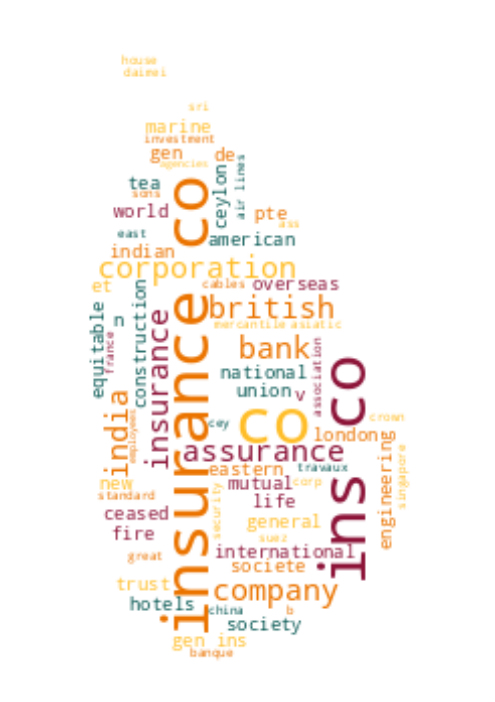 house
daimei
sri
marine
investment
gen
de
agencies
tea
sons
air lines
ceylon
co
world
pte
ass
east
american
indian
corporation
et
cables
overseas
construction
british
insurance
equitable
n
insurance
mercantile asiatic
france
bank
association
ins co
national
union
v
india
employees
cey
co
london
crown
assurance
engineering
singapore
eastern
travaux
new
mutual
corp
standard
security
life
ceased
general
fire
suez
international
great
societe
trust
company
hotels
china
b
society
gen ins
banque